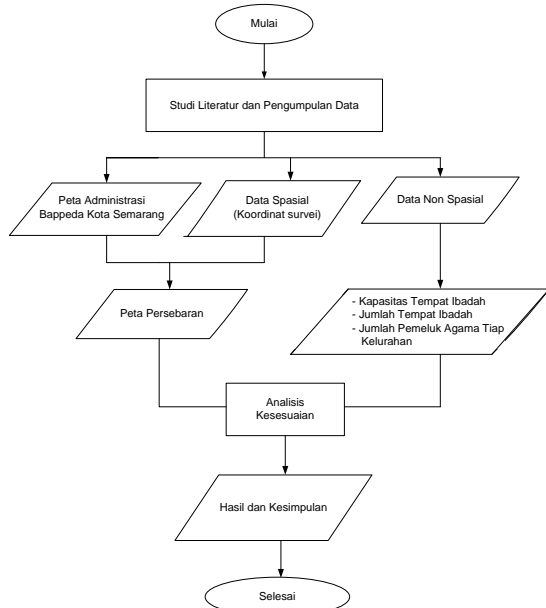 Mulai
Studi Literatur dan Pengumpulan Data
Peta Administrasi
Bappeda Kota Semarang
Data Spasial
(Koordinat survei)
Data Non Spasial
Peta Persebaran
- Kapasitas Tempat Ibadah
- Jumlah Tempat Ibadah
- Jumlah Pemeluk Agama Tiap
Kelurahan
Analisis
Kesesuaian
Hasil dan Kesimpulan
Selesai